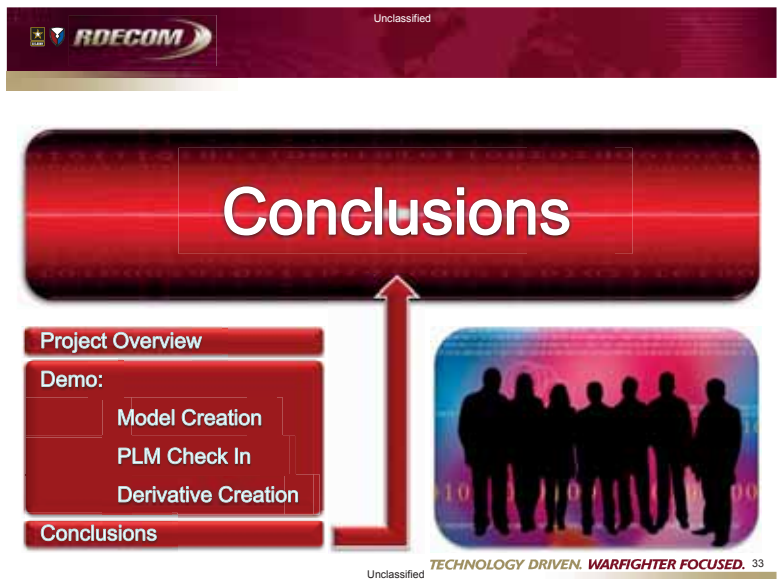 Unclassified
RDECOM
Conclusions
Project Overview
Demo:
Model Creation
PLM Check In
Derivative Creation
Conclusions
TECHNOLOGY DRIVEN. WARFIGHTER FOCUSED. 33
Unclassified